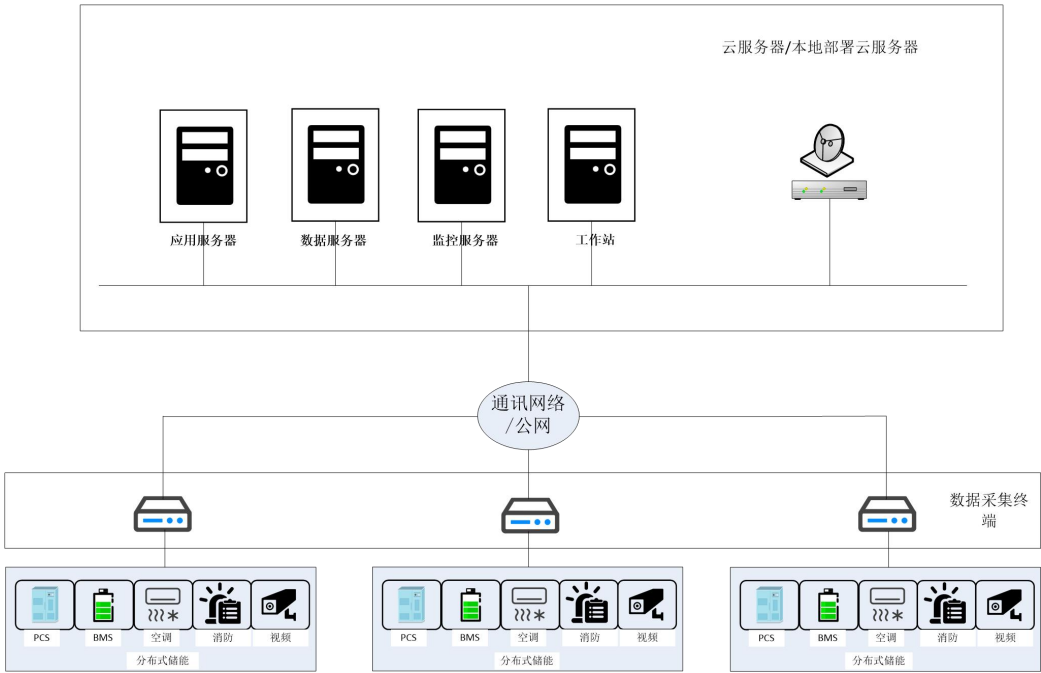 云服务器/本地部署云服务器
应用服务器
数据服务器
监控服务器
工作站
通讯网络
/公网
数据采集终
端
PCS
BMS
空调
消防
视频
分布式储能
PCS
BMS
空调
消防
视频
分布式储能
PCS
BMS
空调
消防
视频
分布式储能